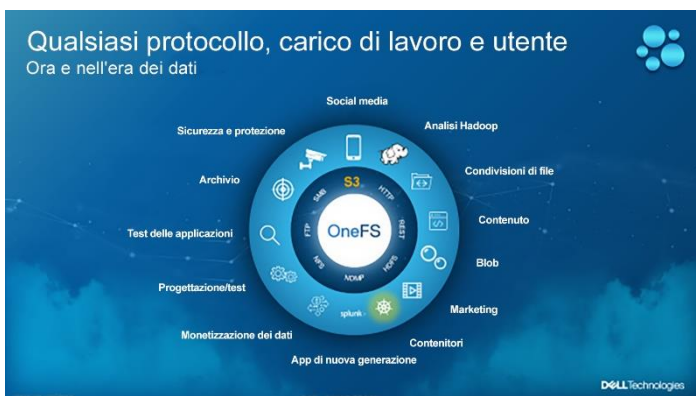 Qualsiasi protocollo, carico di lavoro e utente
Ora e nell'era dei dati
Social media
Sicurezza e protezione
Analisi Hadoop
Archivio
Condivisioni di file
Test delle applicazioni
Contenuto
Progettazione/test
Blob
Monetizzazione dei dati
Marketing
App di nuova generazione
Contenitori
S3
HTTP
REST
HDFS
NDMP
NFS
FTP
SMB
OneFS
splunk>
DELLTechnologies